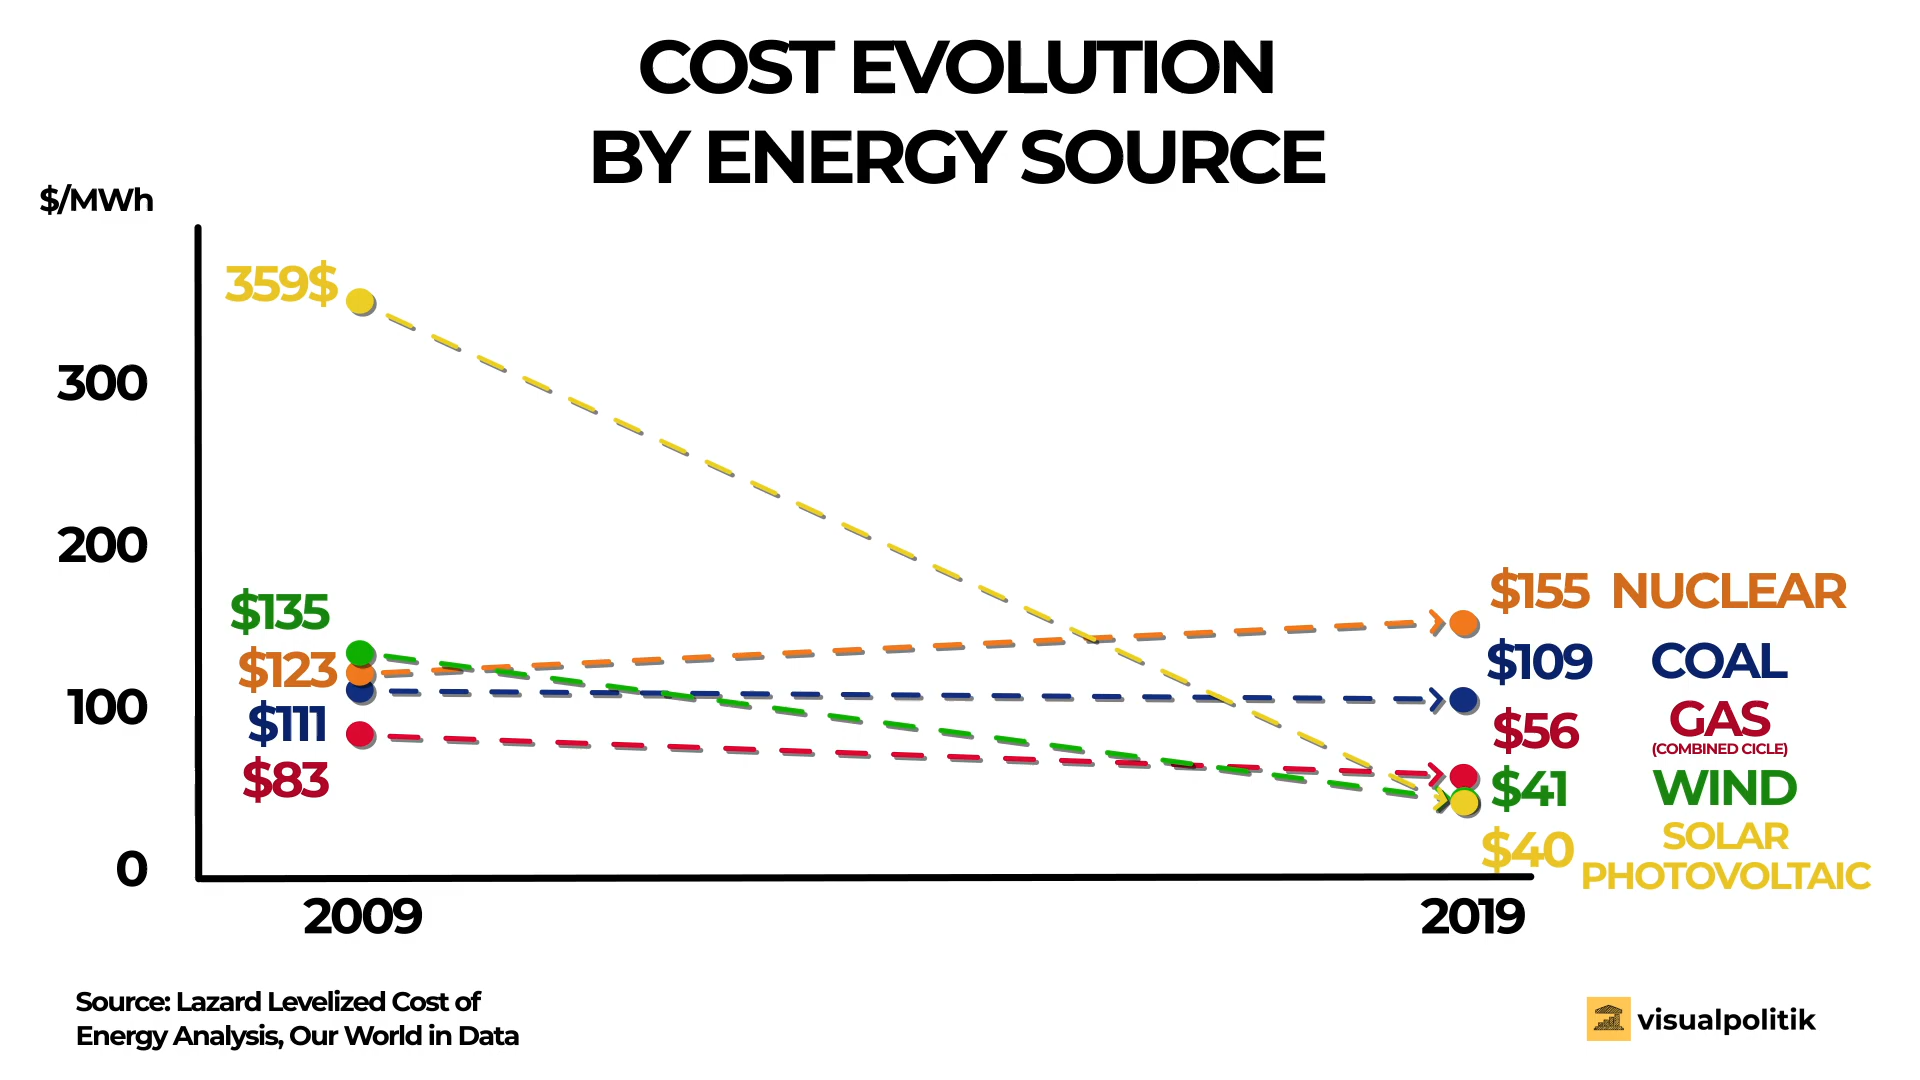 COST EVOLUTION
BY ENERGY SOURCE
$/MWh
359$
300
200
100
0
$135
$123
$111
$83
$155 NUCLEAR
$109 COAL
$56 GAS
(COMBINED CICLE)
$41 WIND
$40 SOLAR
PHOTOVOLTAIC
2009
2019
Source: Lazard Levelized Cost of
Energy Analysis, Our World in Data
visualpolitik